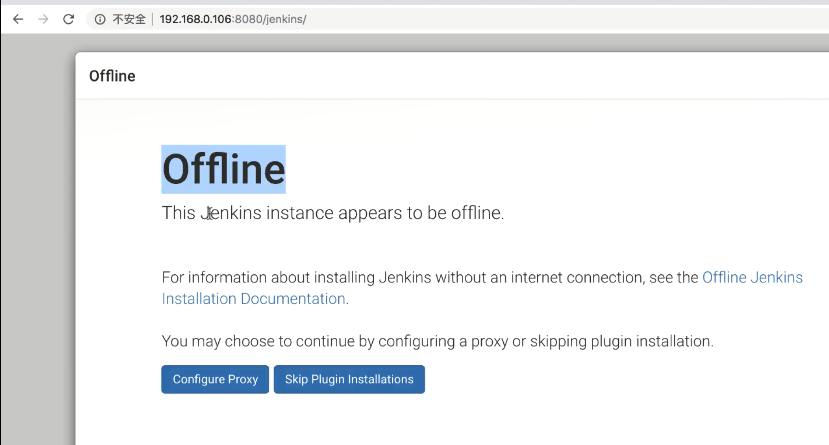 不安全 192.168.0.106:8080/jenkins/
Offline
Offline
This Jenkins instance appears to be offline.
For information about installing Jenkins without an internet connection, see the Offline Jenkins
Installation Documentation.
You may choose to continue by configuring a proxy or skipping plugin installation.
Configure Proxy Skip Plugin Installations